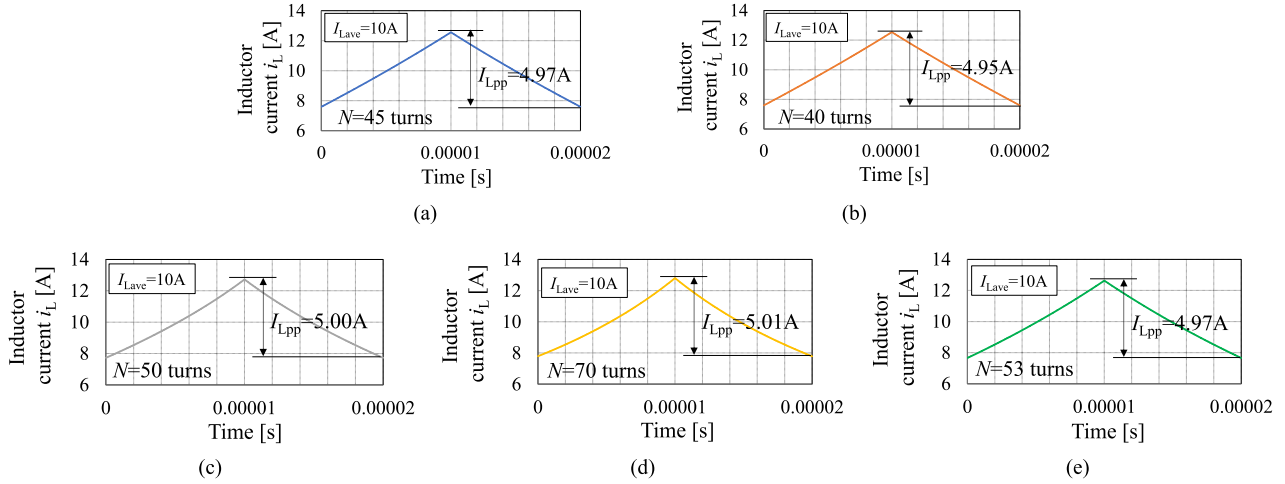 Inductor
current iL [A]
14
12
10
8
6
ILave=10A
ILpp=4.97A
N=45 turns
0
0.00001
0.00002
Time [s]
(a)
Inductor
current iL [A]
14
12
10
8
6
ILave=10A
ILpp=4.95A
N=40 turns
0
0.00001
0.00002
Time [s]
(b)
Inductor
current iL [A]
14
12
10
8
6
ILave=10A
ILpp=5.00A
N=50 turns
0
0.00001
0.00002
Time [s]
(c)
Inductor
current iL [A]
14
12
10
8
6
ILave=10A
ILpp=5.01A
N=70 turns
0
0.00001
0.00002
Time [s]
(d)
Inductor
current iL [A]
14
12
10
8
6
ILave=10A
ILpp=4.97A
N=53 turns
0
0.00001
0.00002
Time [s]
(e)